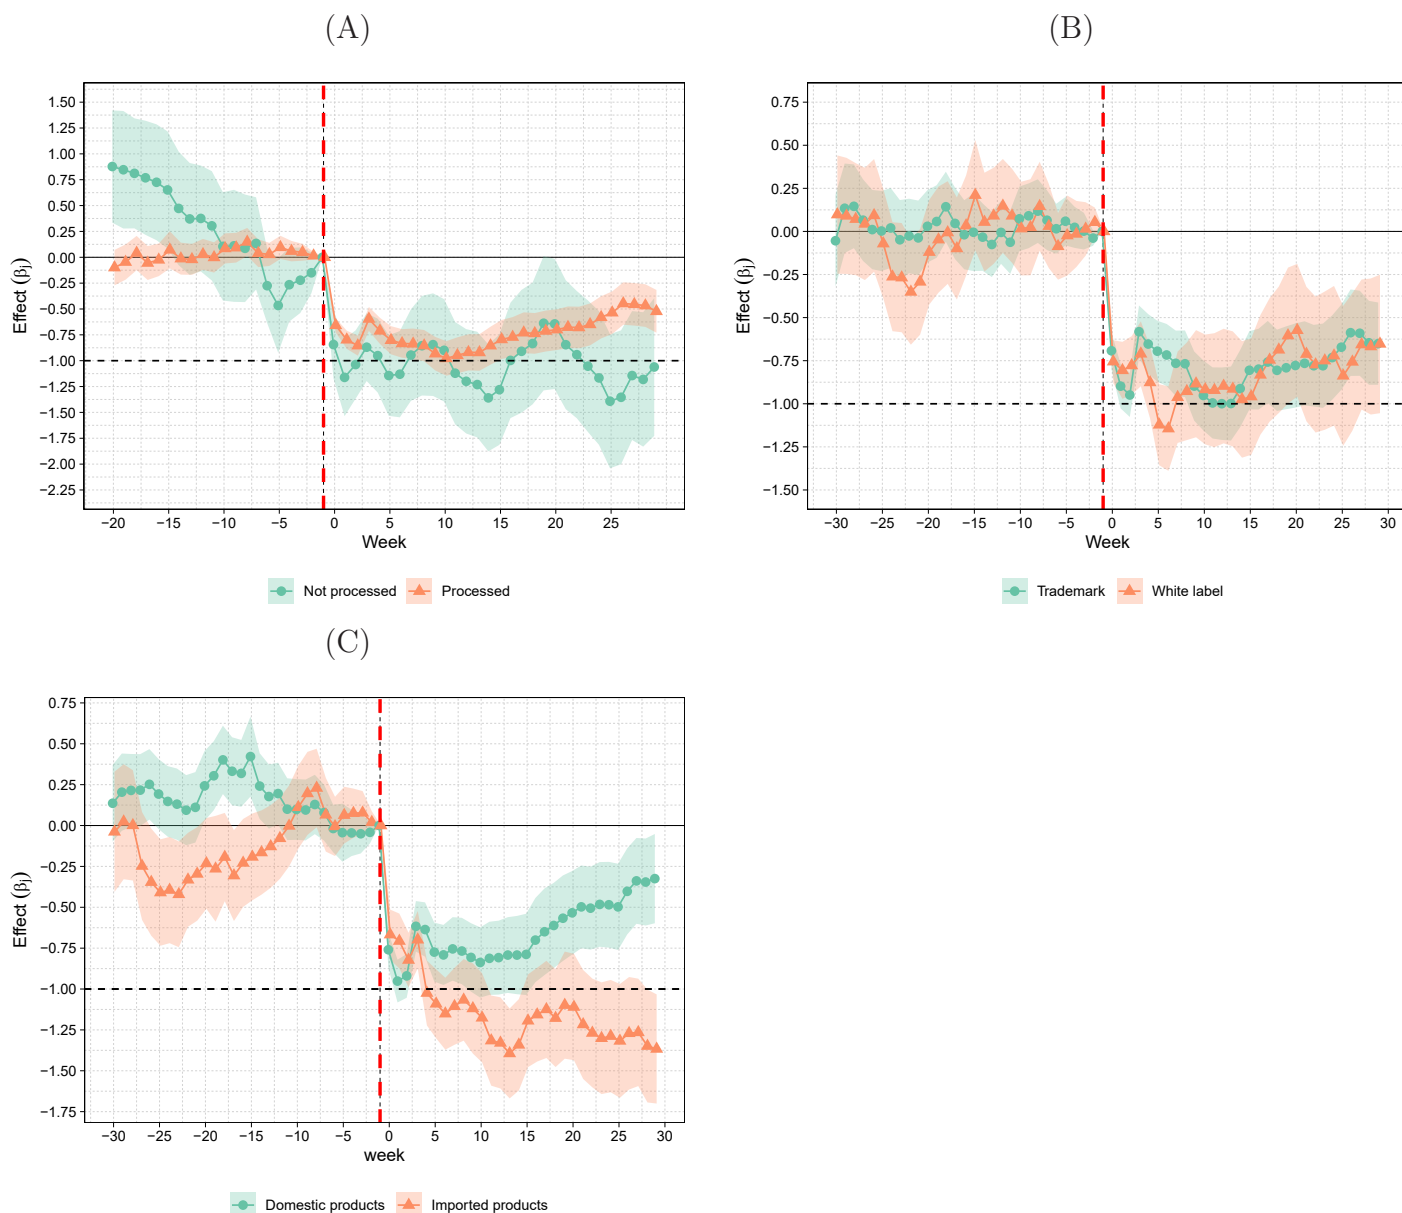 (A)
(B)
1.50
1.25
1.00
0.75
0.50
0.25
0.00
−0.25
−0.50
−0.75
−1.00
−1.25
−1.50
−1.75
−2.00
−2.25
Effect (βj)
−20 −15 −10 −5 0 5 10 15 20 25
Week
Not processed Processed
0.75
0.50
0.25
0.00
−0.25
−0.50
−0.75
−1.00
−1.25
−1.50
Effect (βj)
−30 −25 −20 −15 −10 −5 0 5 10 15 20 25 30
Week
Trademark White label
(C)
0.75
0.50
0.25
0.00
−0.25
−0.50
−0.75
−1.00
−1.25
−1.50
−1.75
Effect (βj)
−30 −25 −20 −15 −10 −5 0 5 10 15 20 25 30
week
Domestic products Imported products